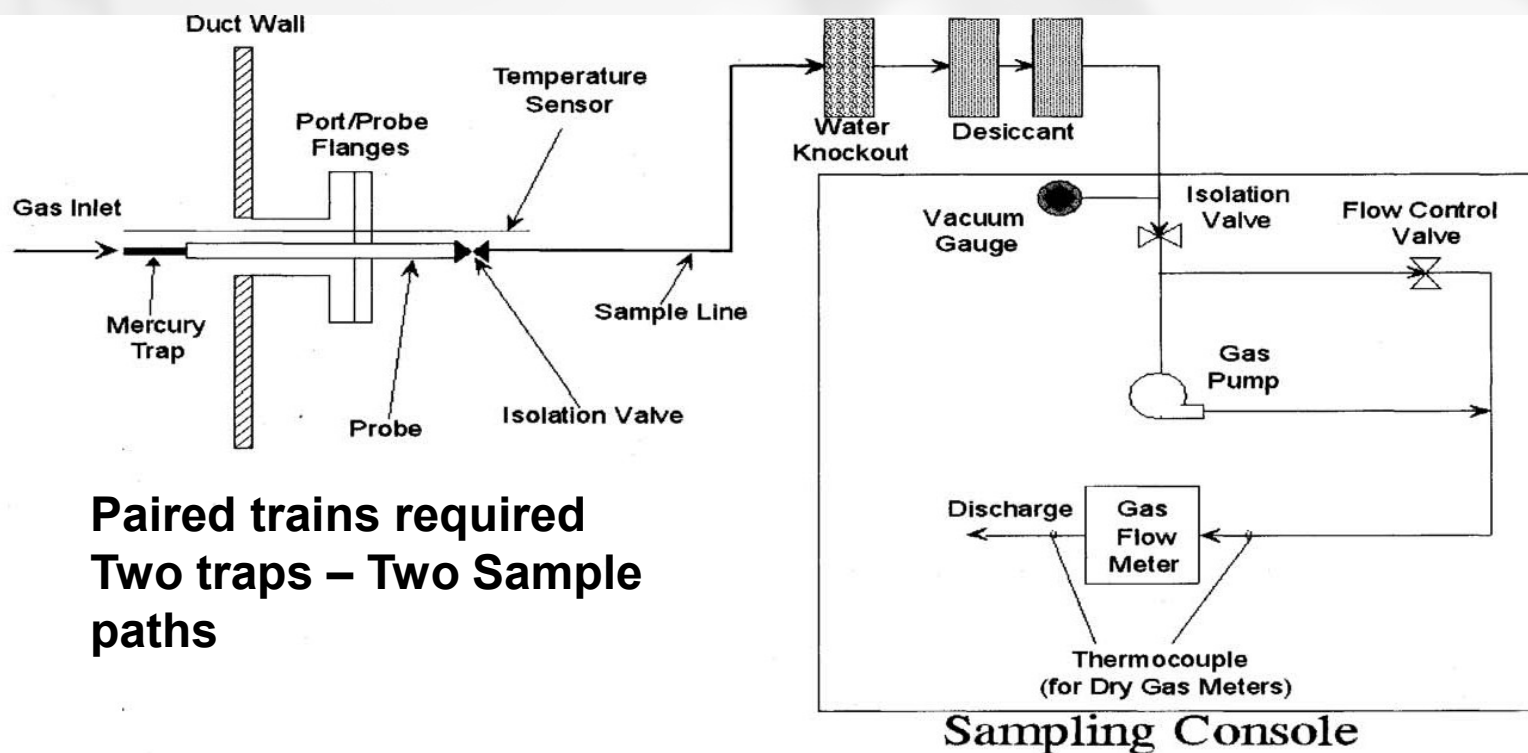 Duct Wall
Temperature
Sensor
Port/Probe
Flanges
Gas Inlet
Mercury
Trap
Probe
Isolation Valve
Sample Line
Water
Knockout
Desiccant
Vacuum
Gauge
Isolation
Valve
Flow Control
Valve
Gas
Pump
Discharge
Gas
Flow
Meter
Thermocouple
(for Dry Gas Meters)
Sampling Console
Paired trains required
Two traps – Two Sample
paths